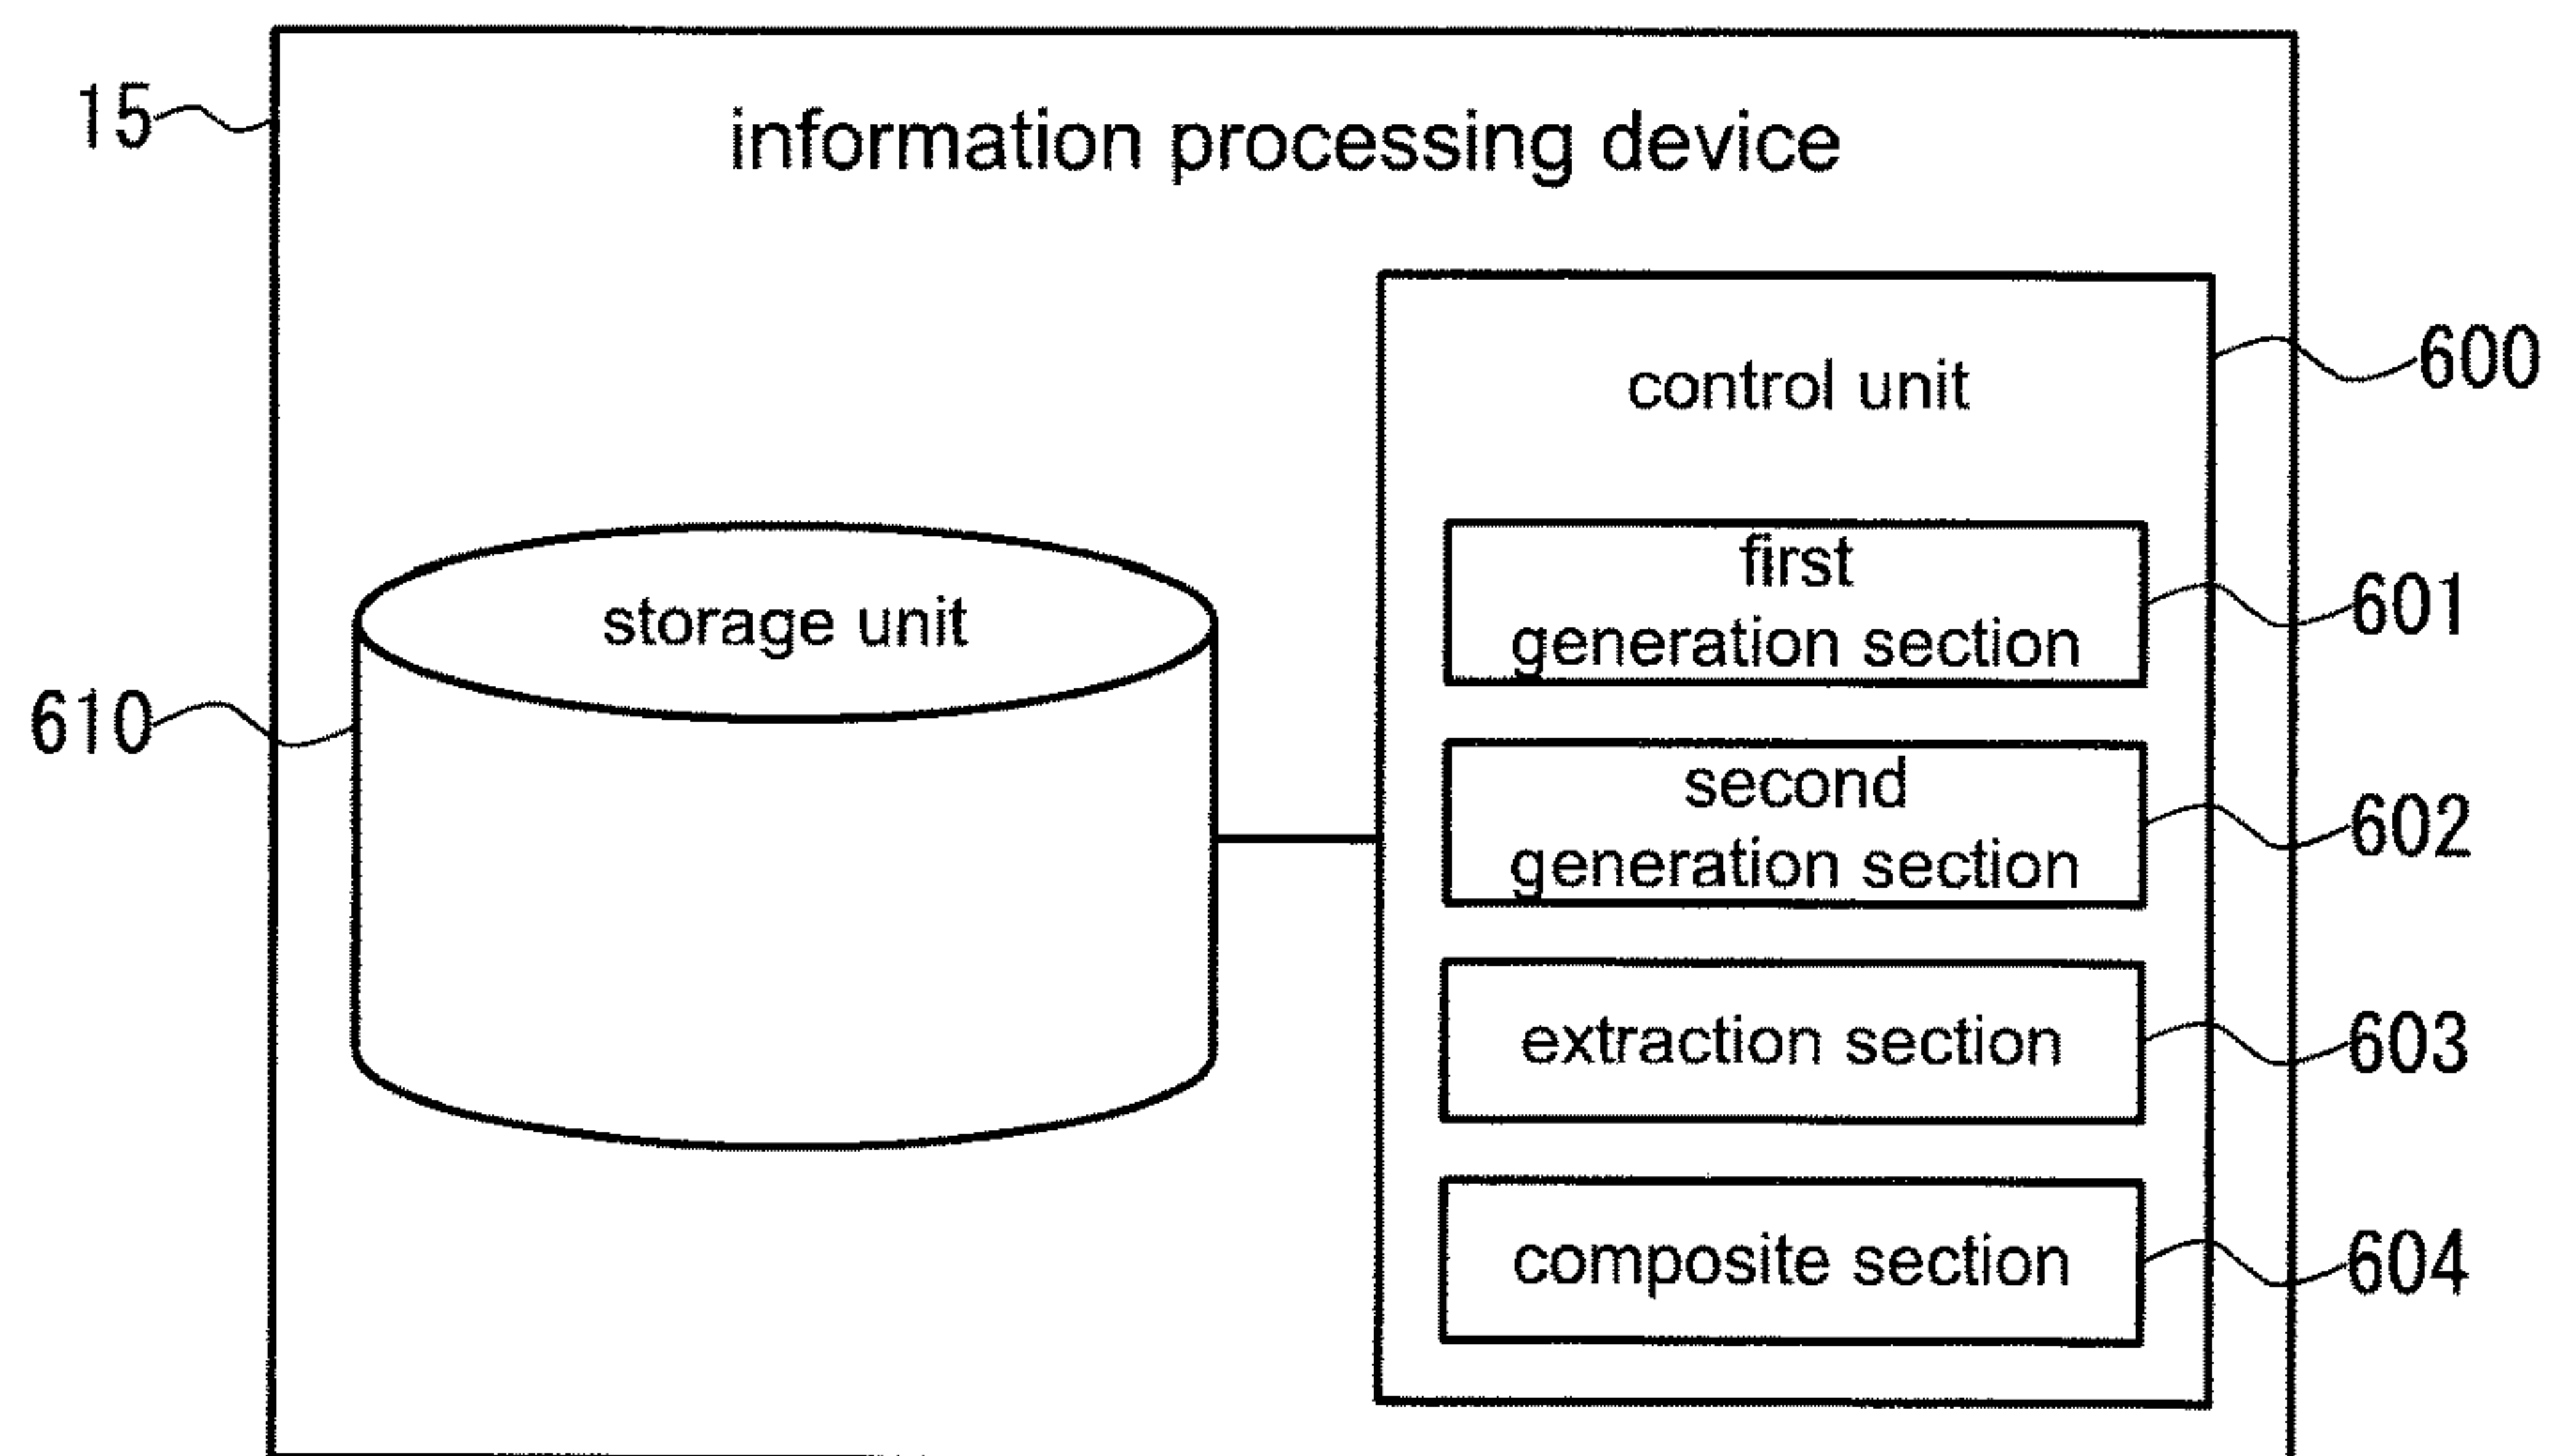 15
information processing device
control unit
600
storage unit
610
first
generation section
601
second
generation section
602
extraction section
603
composite section
604